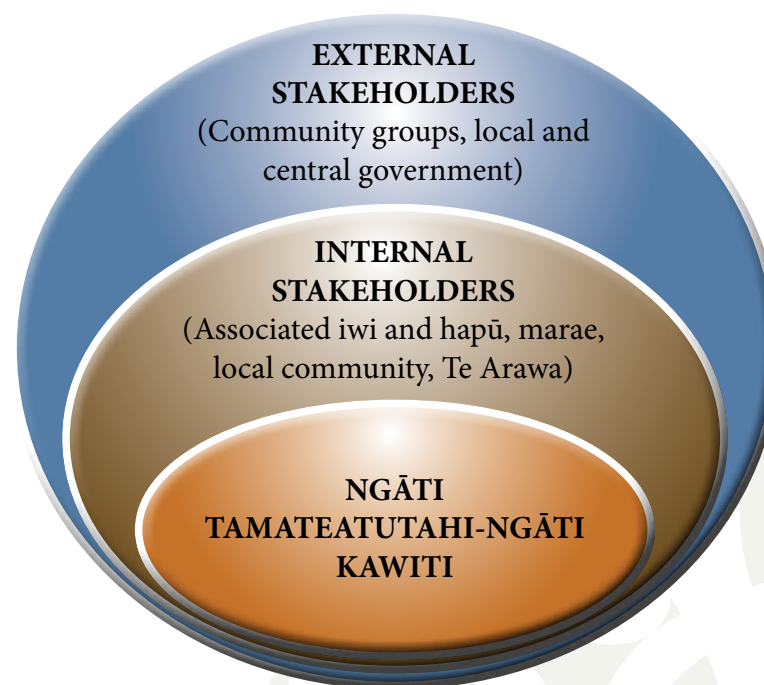 EXTERNAL
STAKEHOLDERS
(Community groups, local and
central government)
INTERNAL
STAKEHOLDERS
(Associated iwi and hapū, marae,
local community, Te Arawa)
NGĀTI
TAMATEATUTAHI-NGĀTI
KAWITI